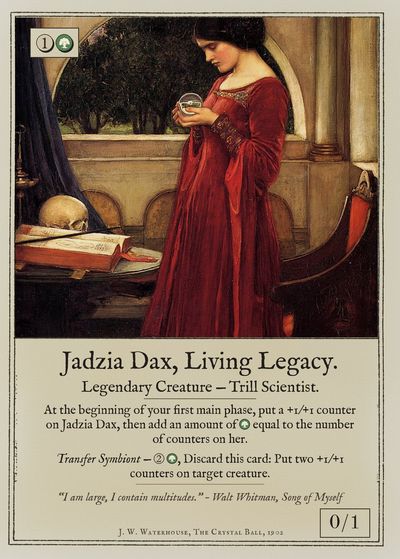 1
Jadzia Dax, Living Legacy.
Legendary Creature – Trill Scientist.
At the beginning of your first main phase, put a +1/+1 counter
on Jadzia Dax, then add an amount of equal to the number
of counters on her.
Transfer Symbiont – 2, Discard this card: Put two +1/+1
counters on target creature.
"I am large, I contain multitudes." - Walt Whitman, Song of Myself
0/1
J. W. Waterhouse, The Crystal Ball, 1902